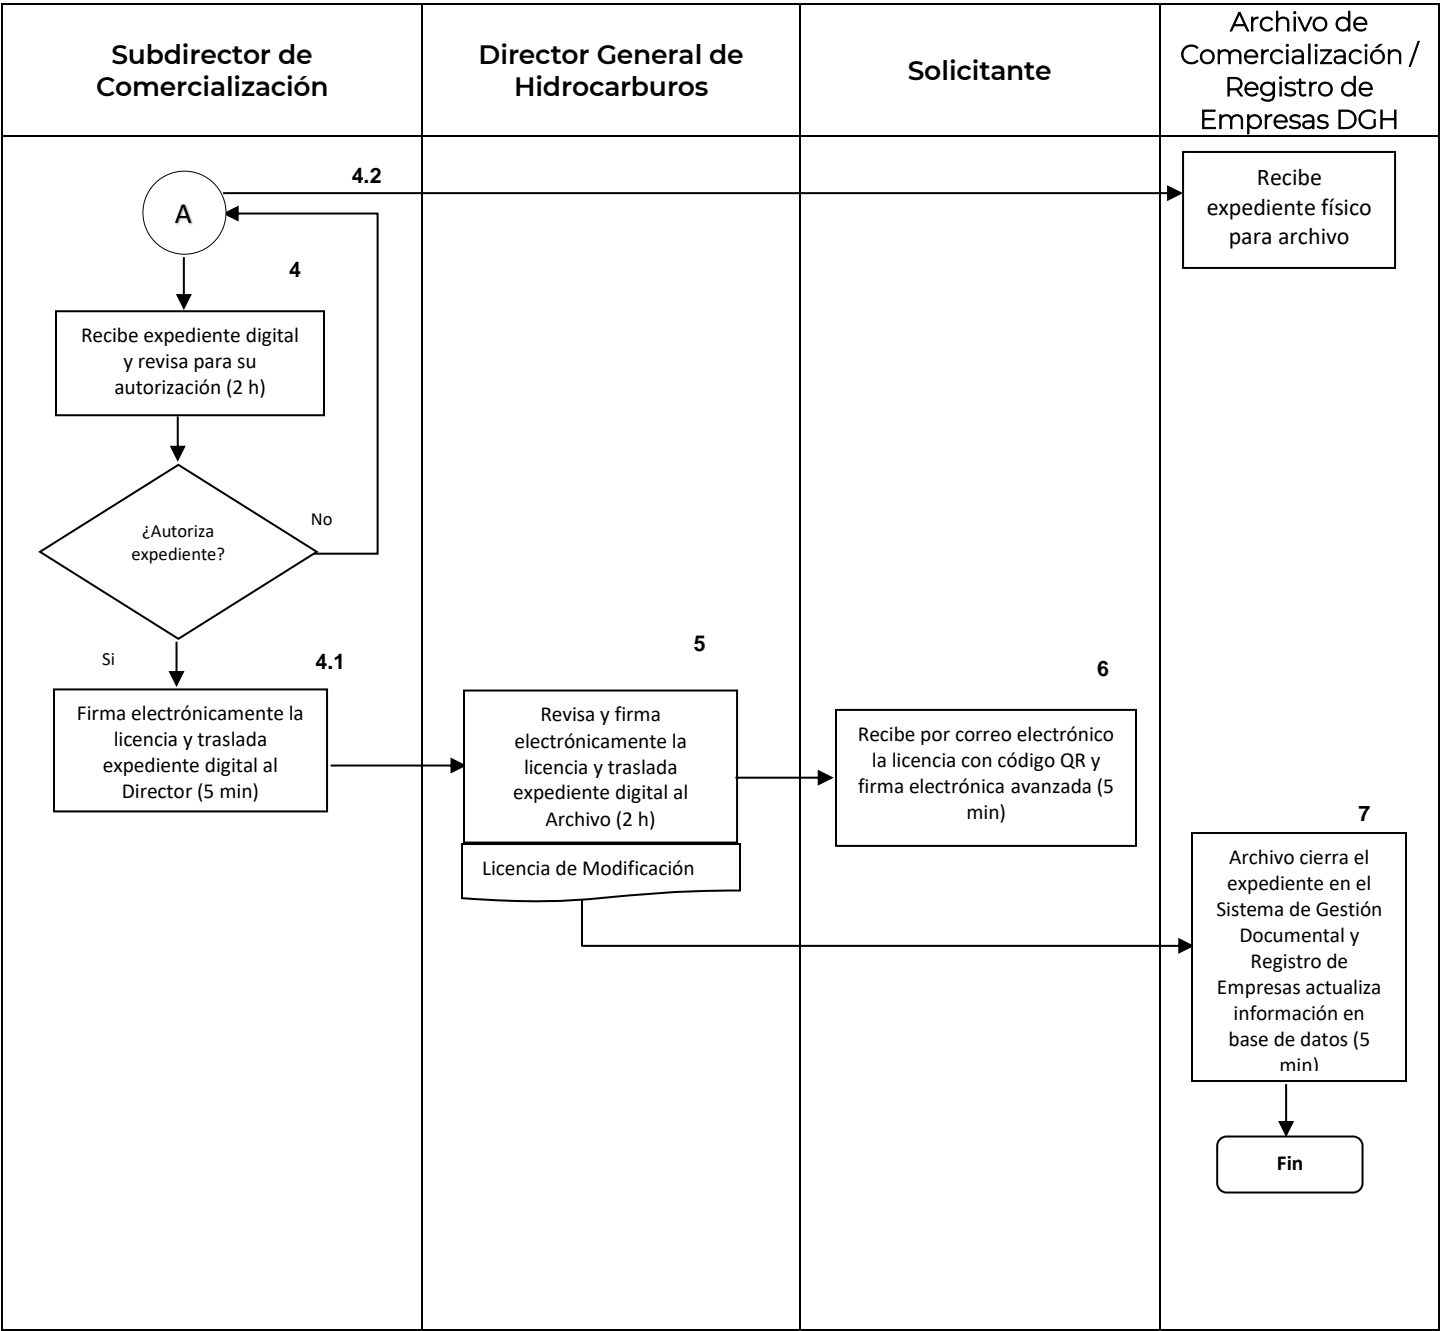 Subdirector de
Comercialización
Director General de
Hidrocarburos
Solicitante
Archivo de
Comercialización /
Registro de
Empresas DGH
4.2
A
Recibe
expediente físico
para archivo
4
Recibe expediente digital
y revisa para su
autorización (2 h)
¿Autoriza
expediente?
No
Si
4.1
Firma electrónicamente la
licencia y traslada
expediente digital al
Director (5 min)
5
Revisa y firma
electrónicamente la
licencia y traslada
expediente digital al
Archivo (2 h)
Licencia de Modificación
6
Recibe por correo electrónico
la licencia con código QR y
firma electrónica avanzada (5
min)
7
Archivo cierra el
expediente en el
Sistema de Gestión
Documental y
Registro de
Empresas actualiza
información en
base de datos (5
min)
Fin